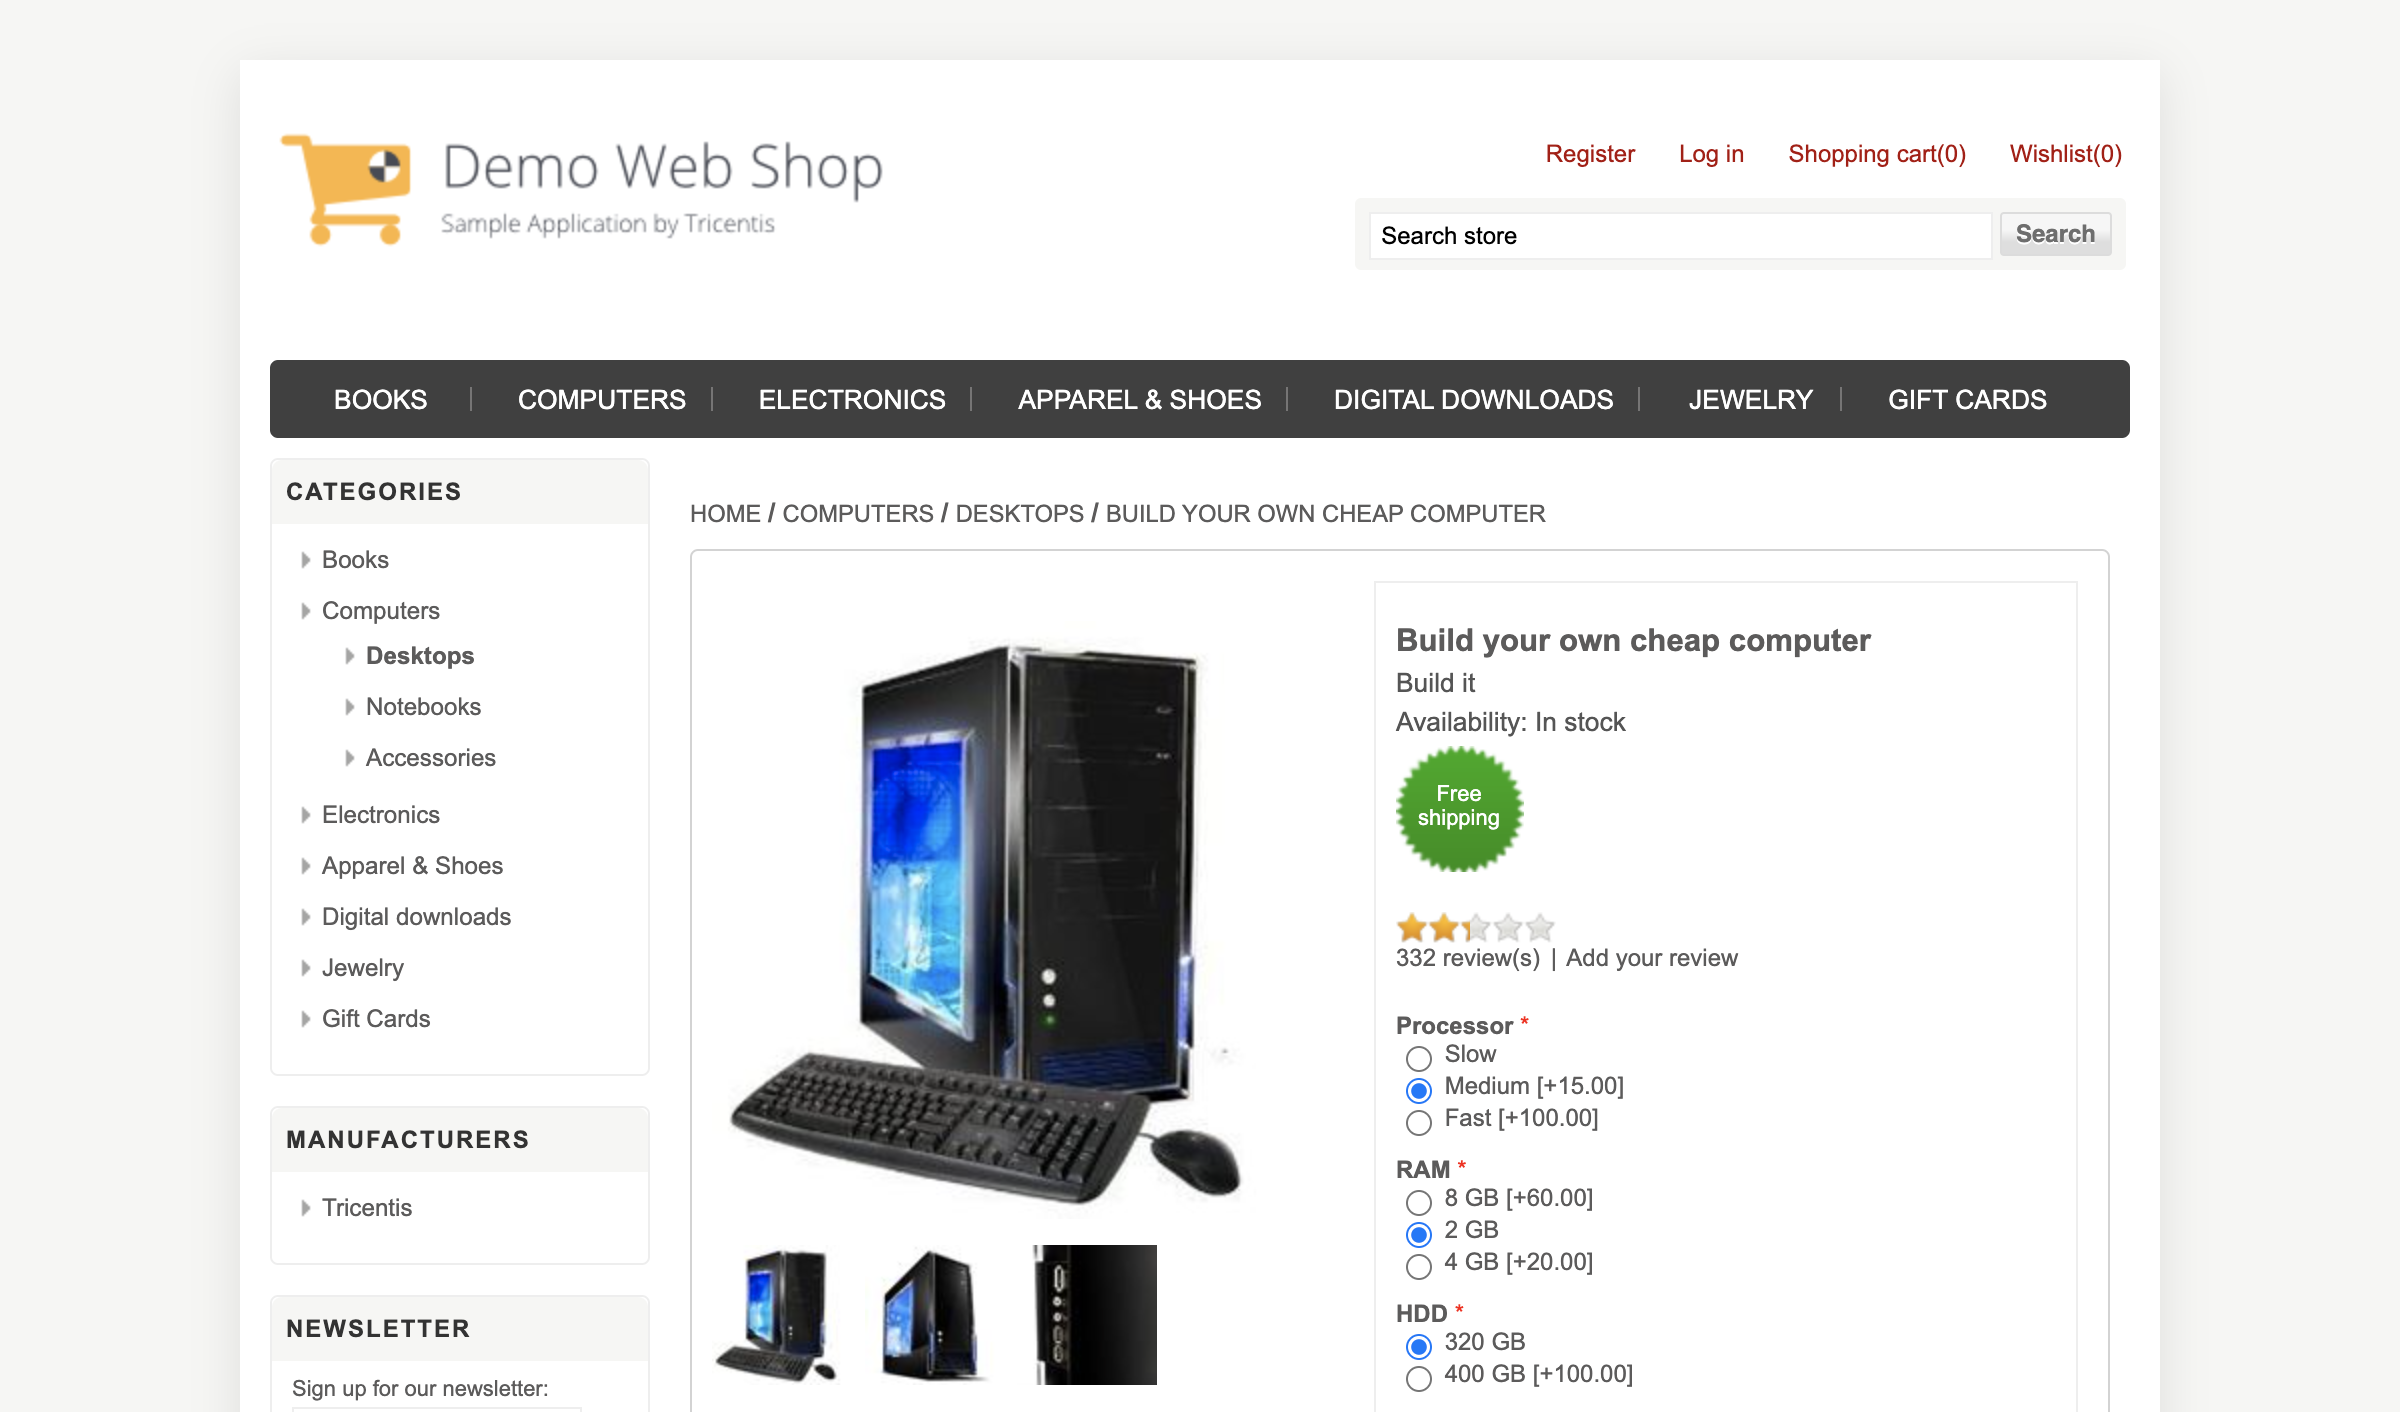 Demo Web Shop
Sample Application by Tricentis
Register Log in Shopping cart(0) Wishlist(0)
Search store Search
BOOKS COMPUTERS ELECTRONICS APPAREL & SHOES DIGITAL DOWNLOADS JEWELRY GIFT CARDS
CATEGORIES
Books
Computers
Desktops
Notebooks
Accessories
Electronics
Apparel & Shoes
Digital downloads
Jewelry
Gift Cards
MANUFACTURERS
Tricentis
NEWSLETTER
Sign up for our newsletter:
HOME / COMPUTERS / DESKTOPS / BUILD YOUR OWN CHEAP COMPUTER
Build your own cheap computer
Build it
Availability: In stock
Free
shipping
332 review(s) | Add your review
Processor *
Slow
Medium [+15.00]
Fast [+100.00]
RAM *
8 GB [+60.00]
2 GB
4 GB [+20.00]
HDD *
320 GB
400 GB [+100.00]